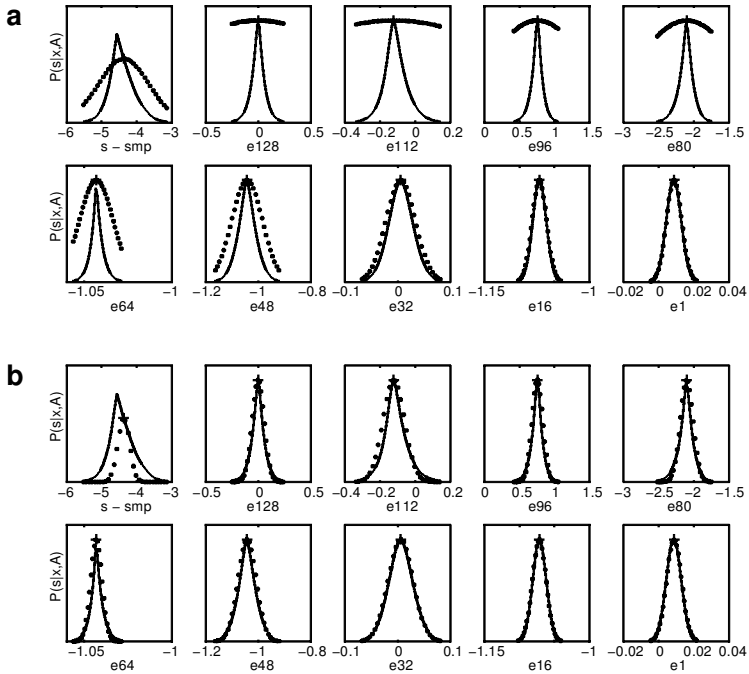 a
P(s|x,A)
−6 −5 −4 −3
s − smp
−0.5 0 0.5
e128
−0.4 −0.2 0 0.2
e112
0 0.5 1 1.5
e96
−3 −2.5 −2 −1.5
e80
P(s|x,A)
−1.05 −1
e64
−1.2 −1 −0.8
e48
−0.1 0 0.1
e32
−1.15 −1
e16
−0.02 0 0.02 0.04
e1
b
P(s|x,A)
−6 −5 −4 −3
s − smp
−0.5 0 0.5
e128
−0.4 −0.2 0 0.2
e112
0 0.5 1 1.5
e96
−3 −2.5 −2 −1.5
e80
P(s|x,A)
−1.05 −1
e64
−1.2 −1 −0.8
e48
−0.1 0 0.1
e32
−1.15 −1
e16
−0.02 0 0.02 0.04
e1